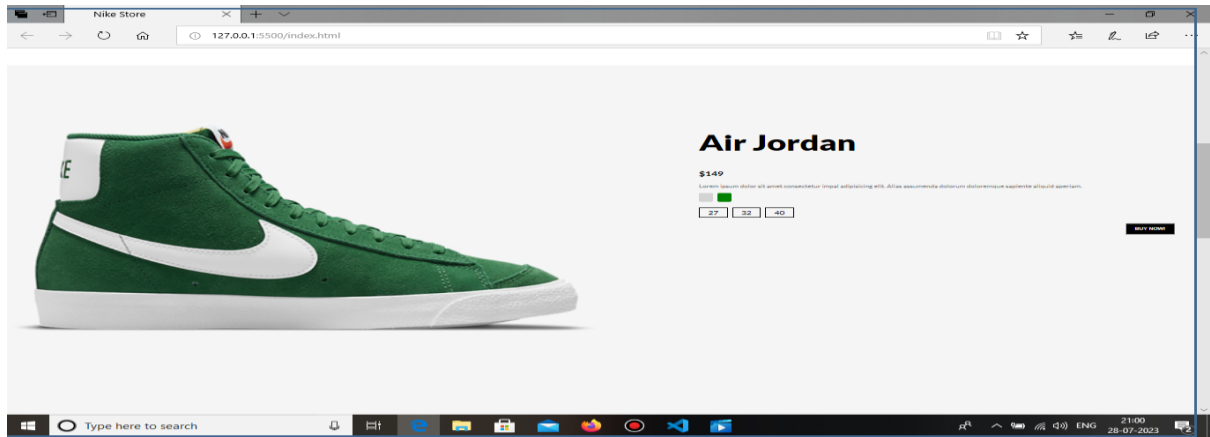 Nike Store
127.0.0.1:5500/index.html
KE
Air Jordan
$149
Lorem ipsum dolor sit amet consectetur impal adipisicing elit. Alias assumenda dolorum doloremque sapiente aliquid aperiam.
27 32 40
BUY NOW!
Type here to search
ENG
21:00
28-07-2023
2